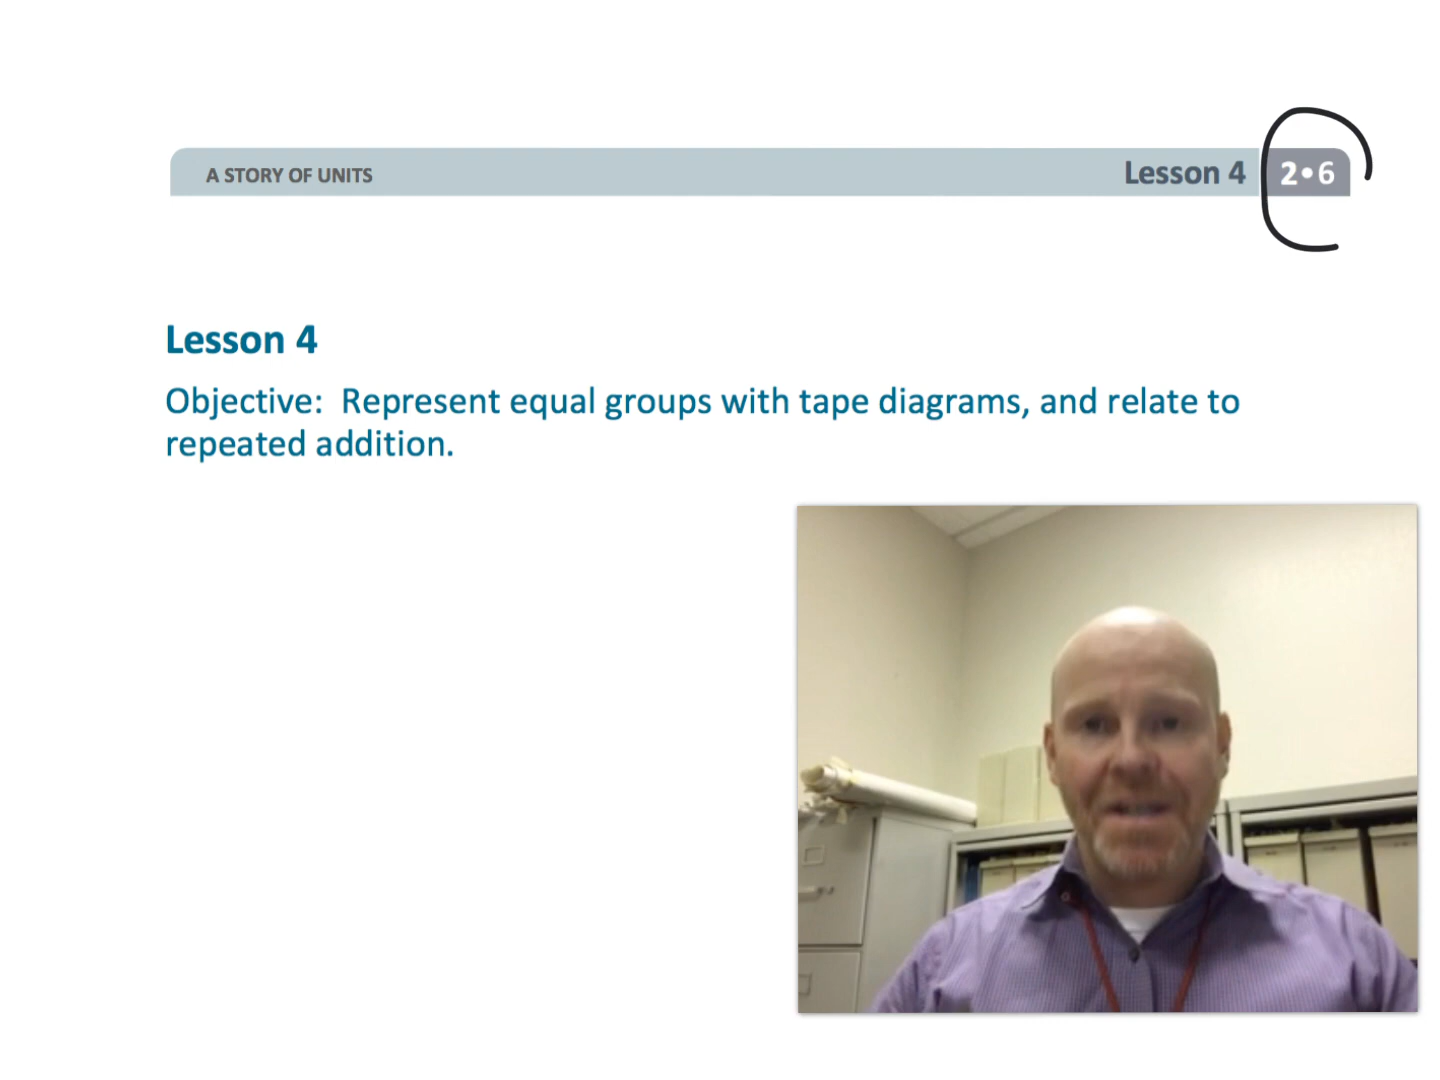 A STORY OF UNITS
Lesson 4
2•6
Lesson 4
Objective: Represent equal groups with tape diagrams, and relate to
repeated addition.